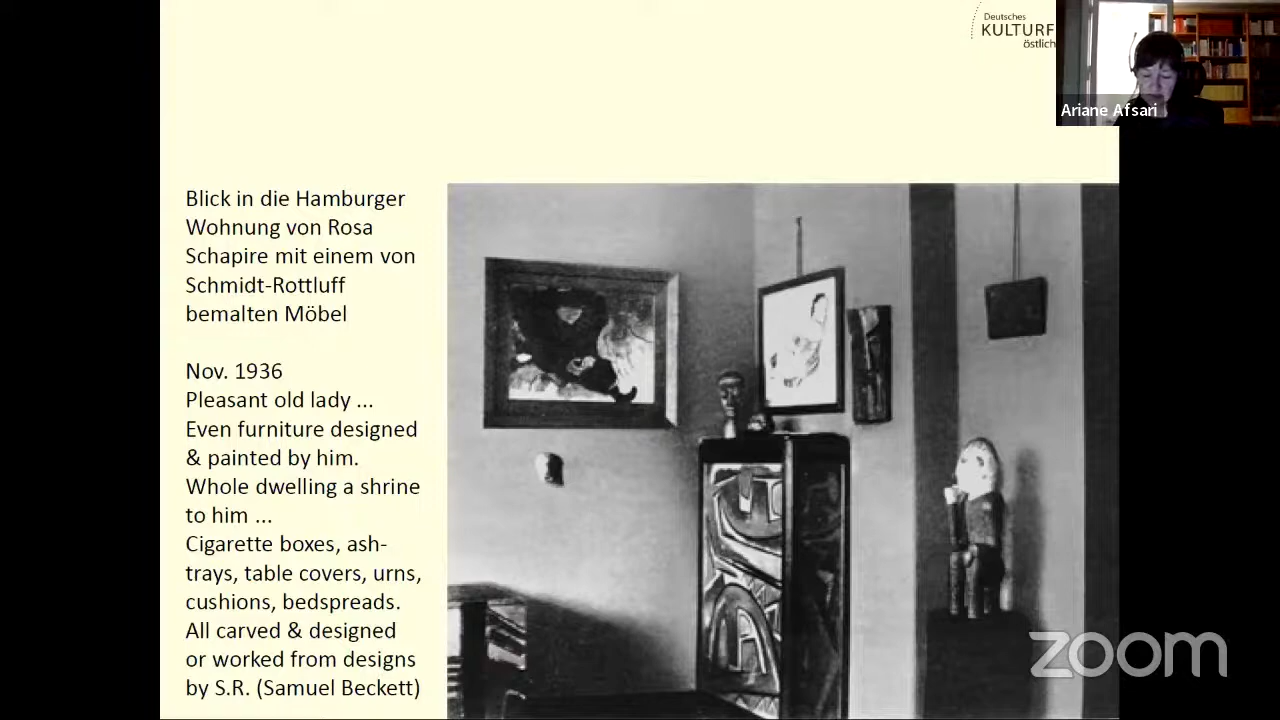 Deutsches
KULTURF
östlich
Ariane Afsari
Blick in die Hamburger
Wohnung von Rosa
Schapire mit einem von
Schmidt-Rottluff
bemalten Möbel
Nov. 1936
Pleasant old lady ...
Even furniture designed
& painted by him.
Whole dwelling a shrine
to him ...
Cigarette boxes, ash-
trays, table covers, urns,
cushions, bedspreads.
All carved & designed
or worked from designs
by S.R. (Samuel Beckett)
zoom